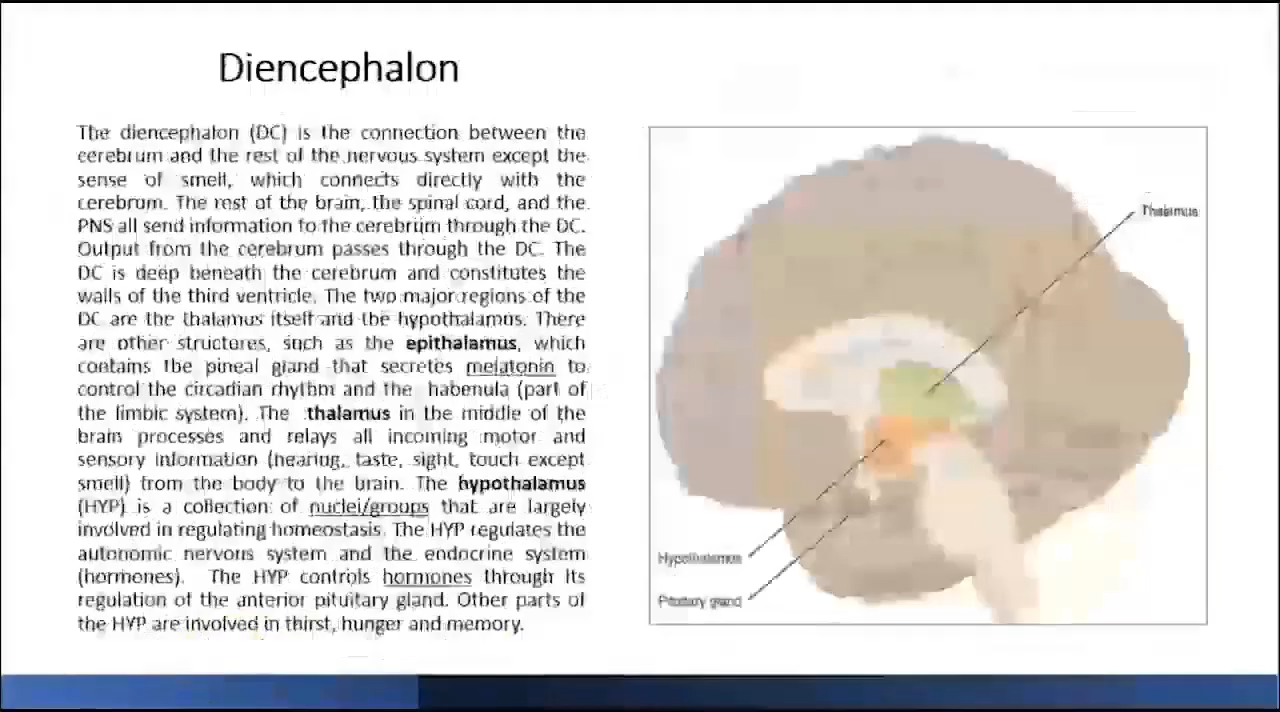 Diencephalon
The diencephalon (DC) is the connection between the
cerebrum and the rest of the nervous system except the
sense of smell, which connects directly with the
cerebrum. The rest of the brain, the spinal cord, and the
PNS all send information to the cerebrum through the DC.
Output from the cerebrum passes through the DC. The
DC is deep beneath the cerebrum and constitutes the
walls of the third ventricle. The two major regions of the
DC are the thalamus itself and the hypothalamus. There
are other structures, such as the epithalamus, which
contains the pineal gland that secretes melatonin to
control the circadian rhythm and the habenula (part of
the limbic system). The thalamus in the middle of the
brain processes and relays all incoming motor and
sensory information (hearing, taste, sight, touch except
smell) from the body to the brain. The hypothalamus
(HYP) is a collection of nuclei/groups that are largely
involved in regulating homeostasis. The HYP regulates the
autonomic nervous system and the endocrine system
(hormones). The HYP controls hormones through its
regulation of the anterior pituitary gland. Other parts of
the HYP are involved in thirst, hunger and memory.
Thalamus
Hypothalamus
Pituitary gland